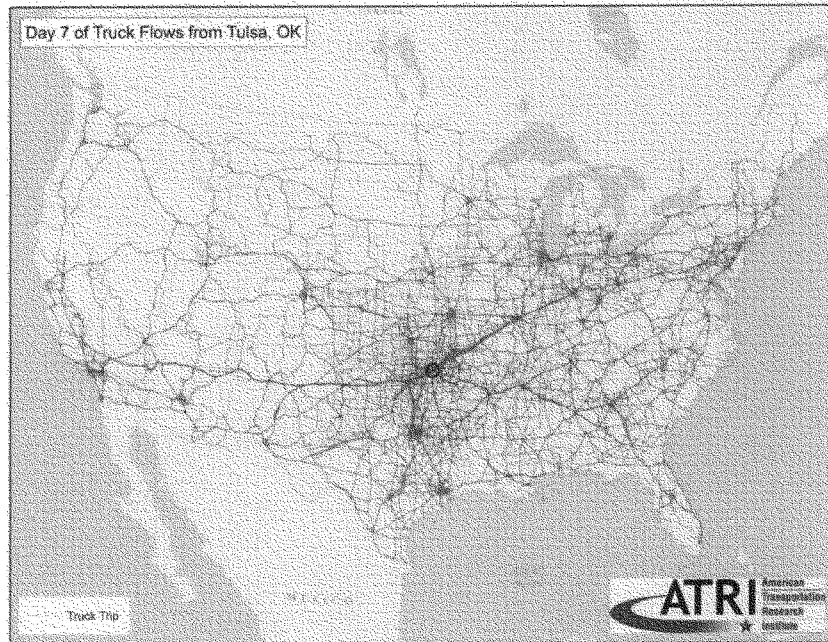 Day 7 of Truck Flows from Tulsa, OK
Truck Trip
ATRI
American
Transportation
Research
Institute